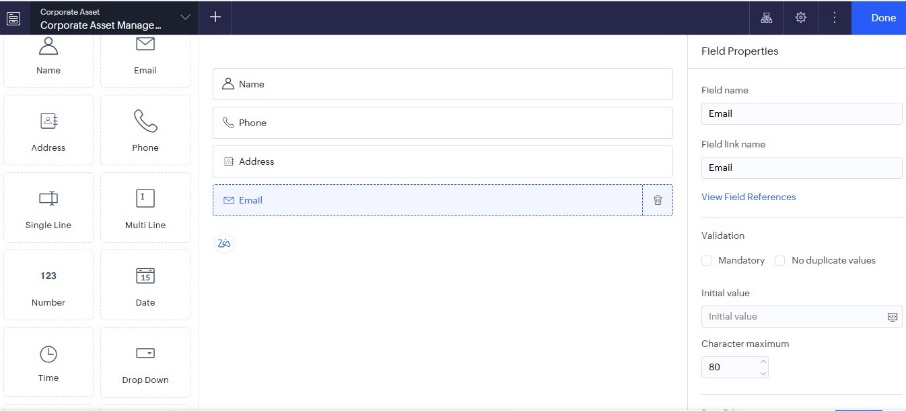 Corporate Asset
Corporate Asset Manage...
Done
Name
Email
Address
Phone
Single Line
Multi Line
123
Number
15
Date
Time
Drop Down
Name
Phone
Address
Email
Field Properties
Field name
Email
Field link name
Email
View Field References
Validation
Mandatory
No duplicate values
Initial value
Initial value
Character maximum
80